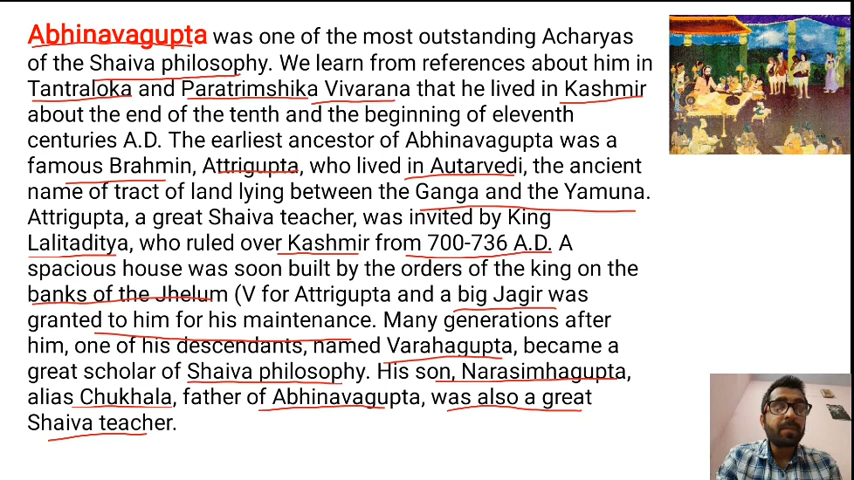 Abhinavagupta was one of the most outstanding Acharyas
of the Shaiva philosophy. We learn from references about him in
Tantraloka and Paratrimshika Vivarana that he lived in Kashmir
about the end of the tenth and the beginning of eleventh
centuries A.D. The earliest ancestor of Abhinavagupta was a
famous Brahmin, Attrigupta, who lived in Autarvedi, the ancient
name of tract of land lying between the Ganga and the Yamuna.
Attrigupta, a great Shaiva teacher, was invited by King
Lalitaditya, who ruled over Kashmir from 700-736 A.D. A
spacious house was soon built by the orders of the king on the
banks of the Jhelum (V for Attrigupta and a big Jagir was
granted to him for his maintenance. Many generations after
him, one of his descendants, named Varahagupta, became a
great scholar of Shaiva philosophy. His son, Narasimhagupta,
alias Chukhala, father of Abhinavagupta, was also a great
Shaiva teacher.